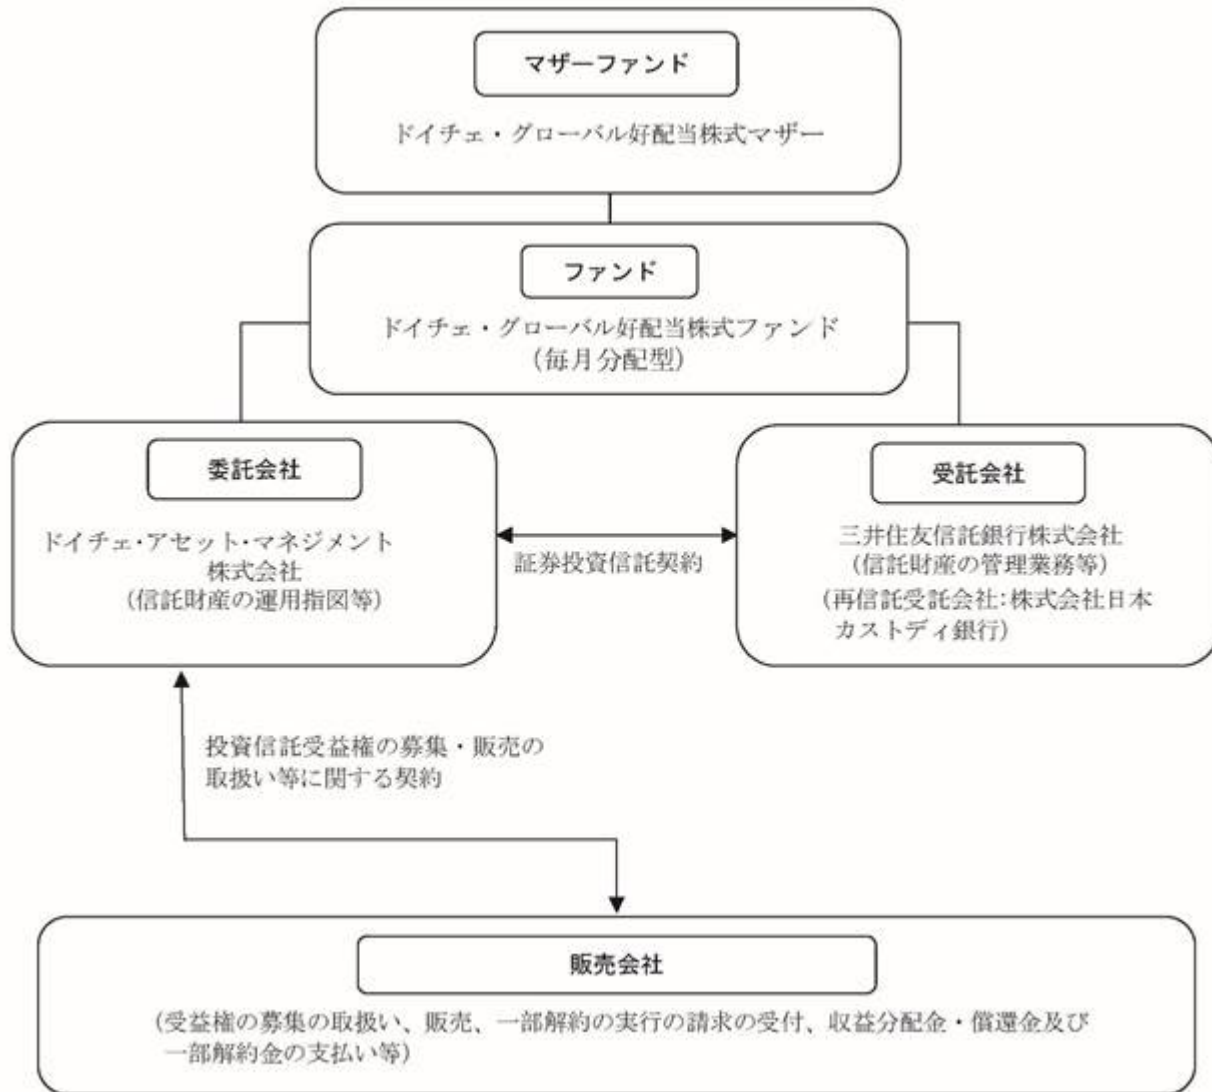 マザーファンド
ドイチェ・グローバル好配当株式マザー
ファンド
ドイチェ・グローバル好配当株式ファンド
(毎月分配型)
委託会社
ドイチェ・アセット・マネジメント
株式会社
(信託財産の運用指図等)
証券投資信託契約
受託会社
三井住友信託銀行株式会社
(信託財産の管理業務等)
(再信託受託会社:株式会社日本
カストディ銀行)
投資信託受益権の募集・販売の
取扱い等に関する契約
販売会社
(受益権の募集の取扱い、販売、一部解約の実行の請求の受付、収益分配金・償還金及び
一部解約金の支払い等)